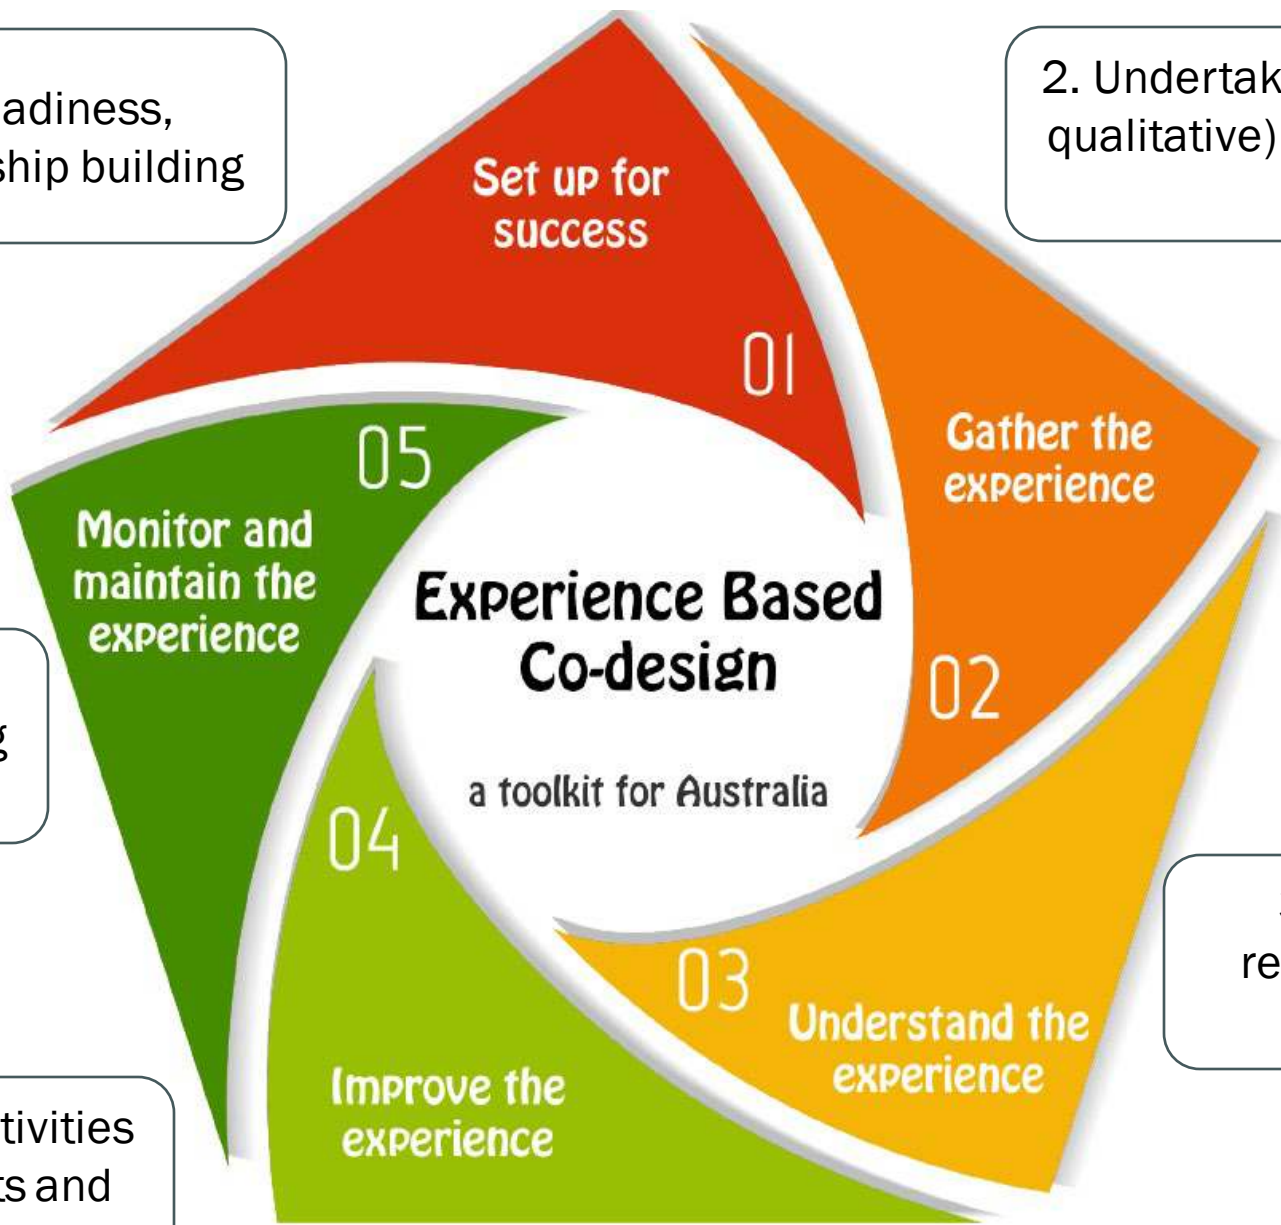 adiness,
ship building
2. Undertak
qualitative)
Set up for
success
01
Gather the
experience
02
05
Monitor and
maintain the
experience
Experience Based
Co-design
a toolkit for Australia
g
04
03
re
Understand the
experience
Improve the
experience
tivities
ts and